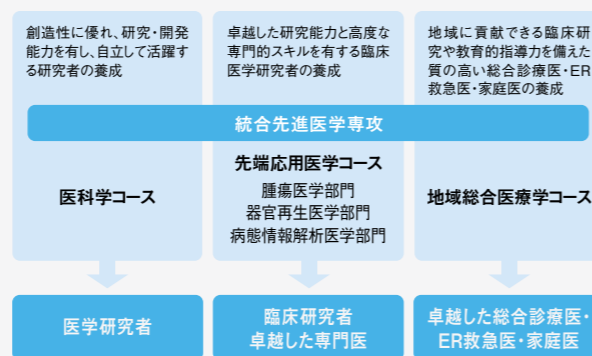 創造性に優れ、研究・開発
能力を有し、自立して活躍す
る研究者の養成
卓越した研究能力と高度な
専門的スキルを有する臨床
医学研究者の養成
地域に貢献できる臨床研
究や教育的指導力を備えた
質の高い総合診療医・ER
救急医・家庭医の養成
統合先進医学専攻
医科学コース
先端応用医学コース
腫瘍医学部門
器官再生医学部門
病態情報解析医学部門
地域総合医療学コース
医学研究者
臨床研究者
卓越した専門医
卓越した総合診療医・
ER救急医・家庭医